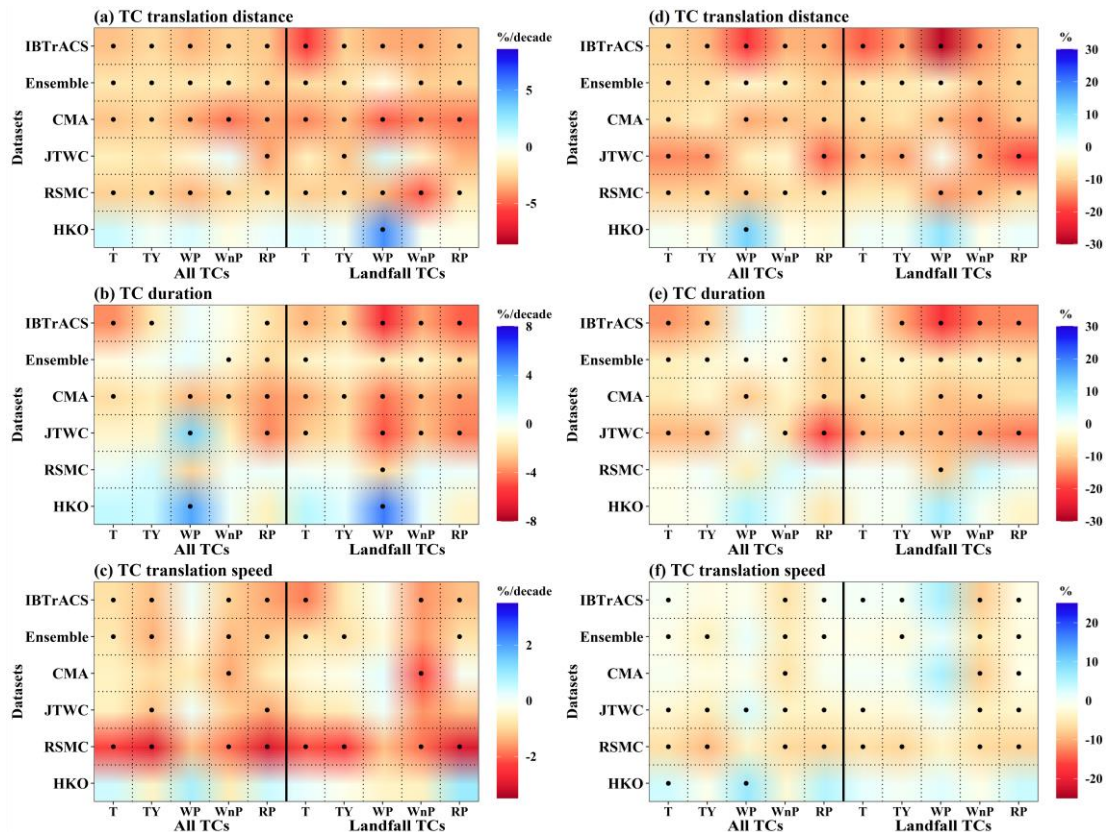 (a) TC translation distance
%/decade
IBTrACS
Ensemble
CMA
JTWC
RSMC
HKO
Datasets
5
0
-5
T TY WP WnP RP T TY WP WnP RP
All TCs Landfall TCs
(d) TC translation distance
%
IBTrACS
Ensemble
CMA
JTWC
RSMC
HKO
Datasets
30
20
10
0
-10
-20
-30
T TY WP WnP RP T TY WP WnP RP
All TCs Landfall TCs
(b) TC duration
%/decade
IBTrACS
Ensemble
CMA
JTWC
RSMC
HKO
Datasets
8
4
0
-4
-8
T TY WP WnP RP T TY WP WnP RP
All TCs Landfall TCs
(e) TC duration
%
IBTrACS
Ensemble
CMA
JTWC
RSMC
HKO
Datasets
30
20
10
0
-10
-20
-30
T TY WP WnP RP T TY WP WnP RP
All TCs Landfall TCs
(c) TC translation speed
%/decade
IBTrACS
Ensemble
CMA
JTWC
RSMC
HKO
Datasets
2
0
-2
T TY WP WnP RP T TY WP WnP RP
All TCs Landfall TCs
(f) TC translation speed
%
IBTrACS
Ensemble
CMA
JTWC
RSMC
HKO
Datasets
20
10
0
-10
-20
T TY WP WnP RP T TY WP WnP RP
All TCs Landfall TCs